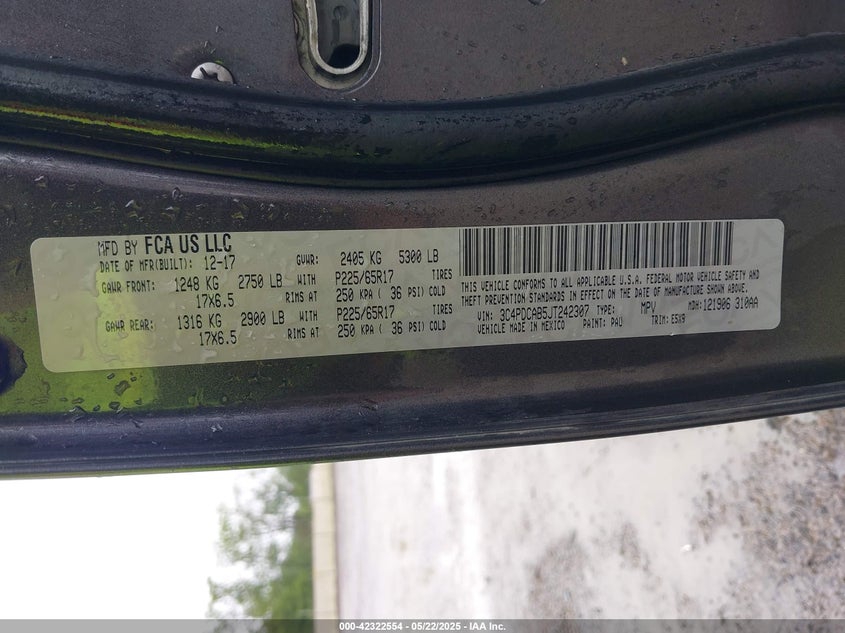 MFD BY FCA US LLC
DATE OF MFR(BUILT): 12-17 GVWR: 2405 KG 5300 LB
GAWR FRONT: 1248 KG 2750 LB WITH P225/65R17 TIRES
17X6.5 RIMS AT 250 KPA ( 36 PSI) COLD
GAWR REAR: 1316 KG 2900 LB WITH P225/65R17 TIRES
17X6.5 RIMS AT 250 KPA ( 36 PSI) COLD
THIS VEHICLE CONFORMS TO ALL APPLICABLE U.S.A. FEDERAL MOTOR VEHICLE SAFETY AND
THEFT PREVENTION STANDARDS IN EFFECT ON THE DATE OF MANUFACTURE SHOWN ABOVE.
VIN: 3C4PDCAB5JT242307 TYPE: MPV MDH: 121906 310AA
VEHICLE MADE IN MEXICO PAINT: PAU TRIM: E5X9
000-42322554 - 05/22/2025 - IAA Inc.